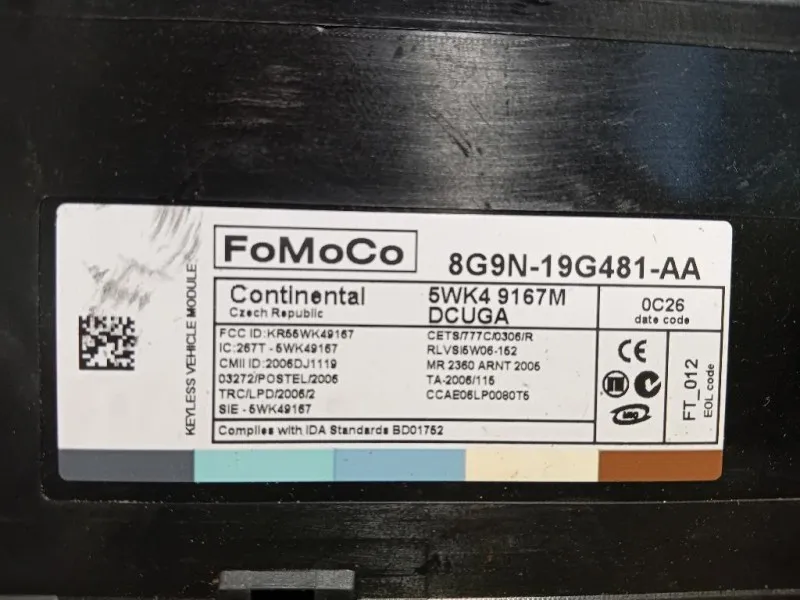 FoMoCo
8G9N-19G481-AA
KEYLESS VEHICLE MODULE
Continental
Czech Republic
5WK4 9167M
DCUGA
0C26
date code
FCC ID:KR55WK49167
IC:267T - 5WK49167
CMII ID:2006DJ1119
03272/POSTEL/2006
TRC/LPD/2006/2
SIE - 5WK49167
CETS/777C/0306/R
RLVSI5W06-152
MR 2360 ARNT 2006
TA-2006/115
CCAE06LP0080T5
Complies with IDA Standards BD01752
CE
FT_012
EOL code